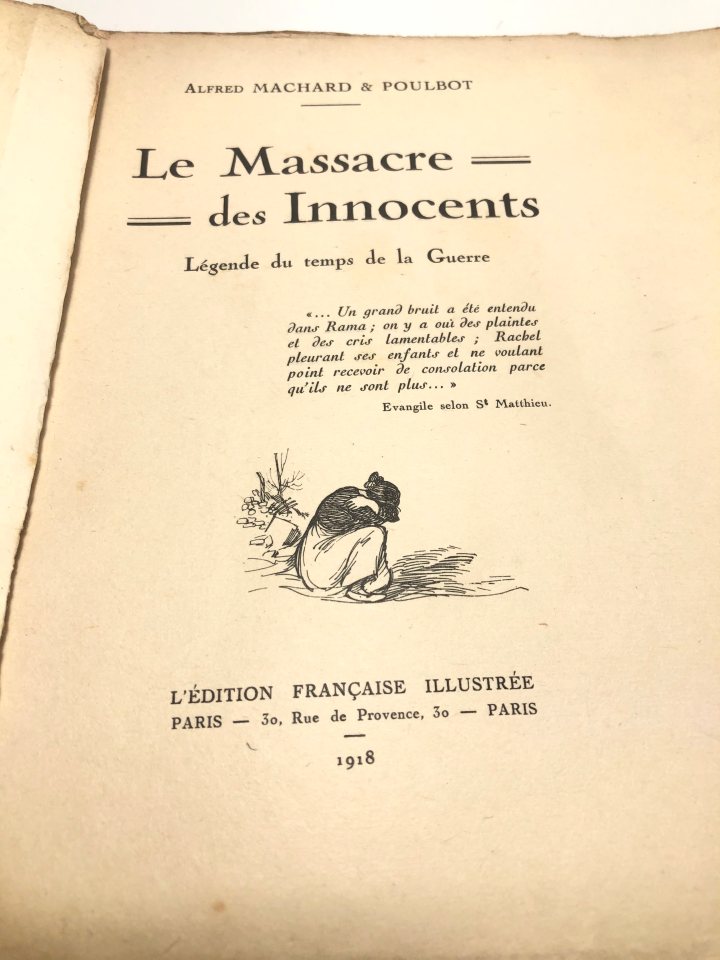 Alfred MACHARD & POULBOT
Le Massacre
des Innocents
Légende du temps de la Guerre
«... Un grand bruit a été entendu
dans Rama ; on y a ouï des plaintes
et des cris lamentables ; Rachel
pleurant ses enfants et ne voulant
point recevoir de consolation parce
qu'ils ne sont plus... »
Evangile selon St Matthieu.
L'ÉDITION FRANÇAISE ILLUSTRÉE
PARIS — 30, Rue de Provence, 30 — PARIS
1918